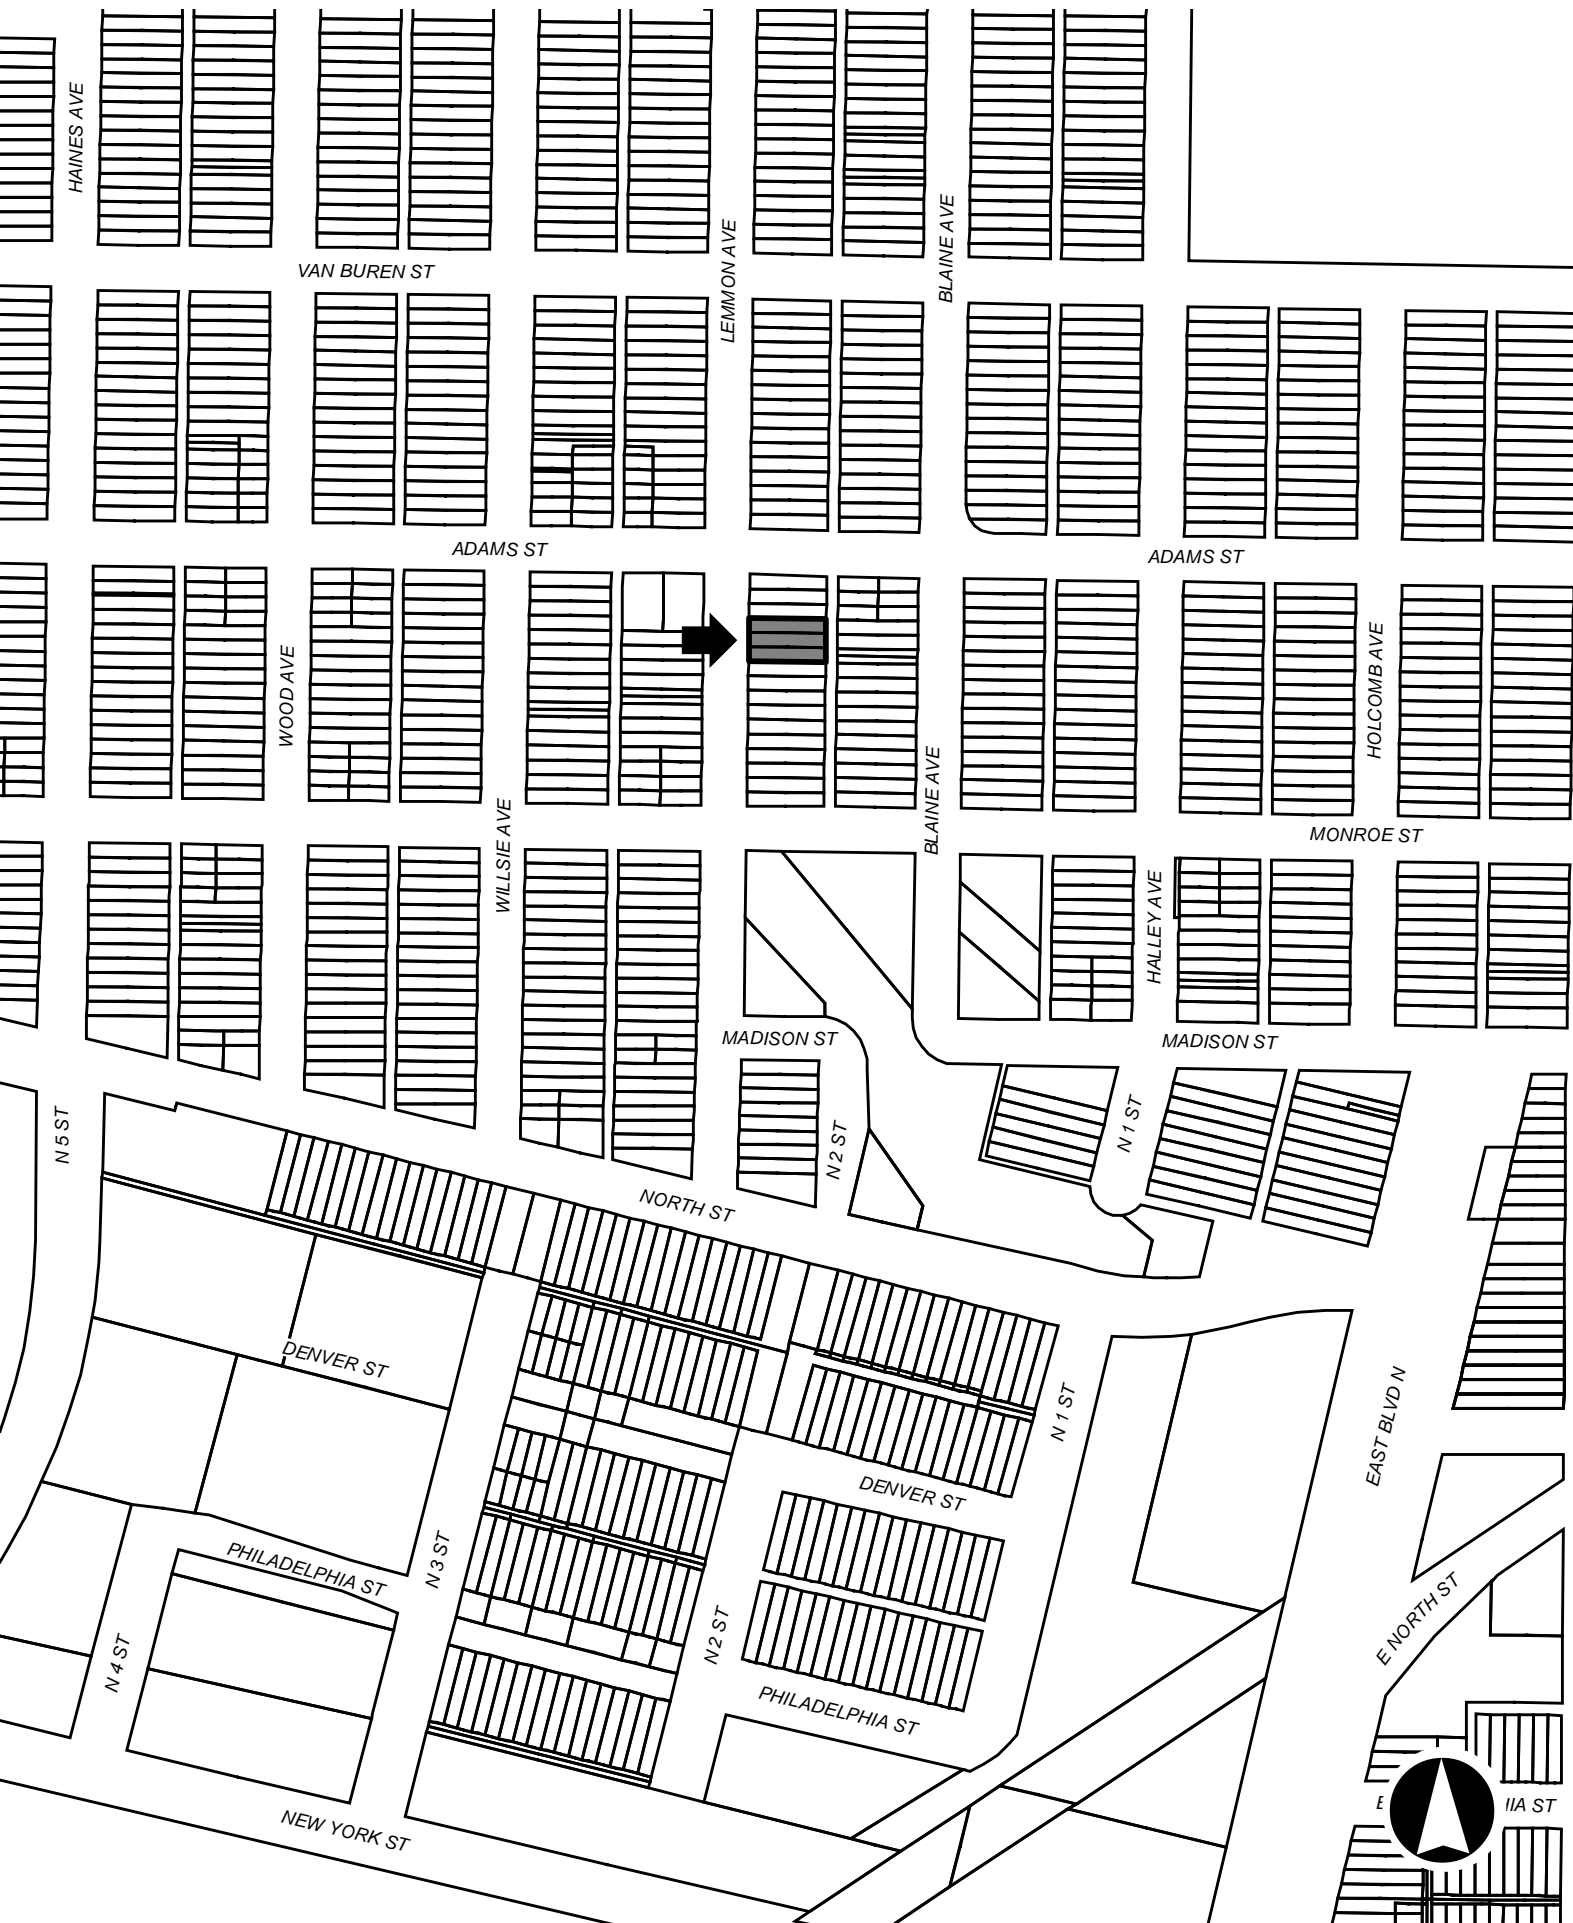 HAINES AVE
LEMMON AVE
BLAINE AVE
VAN BUREN ST
ADAMS ST
ADAMS ST
WOOD AVE
HOLCOMB AVE
WILLSIE AVE
BLAINE AVE
MONROE ST
HALLEY AVE
MADISON ST
MADISON ST
N 5 ST
N 2 ST
N 1 ST
NORTH ST
DENVER ST
N 1 ST
EAST BLVD N
DENVER ST
PHILADELPHIA ST
N 3 ST
N 4 ST
N 2 ST
E NORTH ST
PHILADELPHIA ST
NEW YORK ST
E
IIA ST